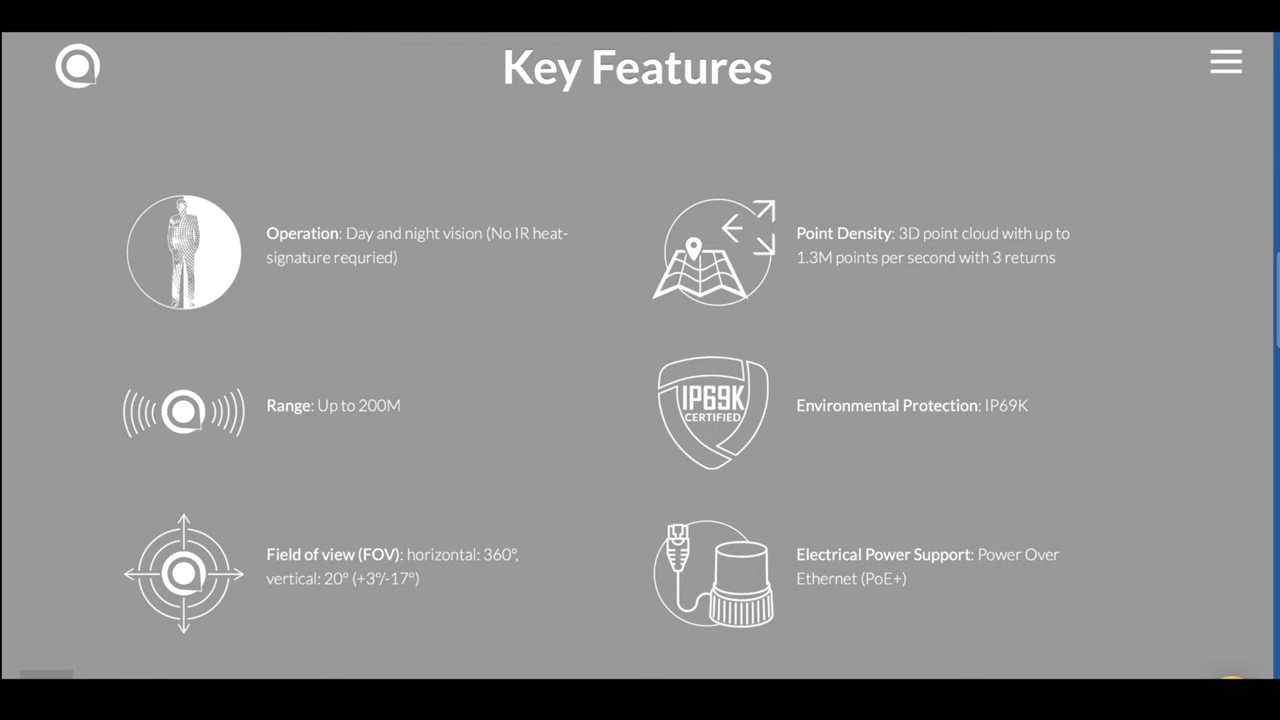 Key Features
Operation: Day and night vision (No IR heat-
signature requried)
Point Density: 3D point cloud with up to
1.3M points per second with 3 returns
Range: Up to 200M
IP69K
CERTIFIED
Environmental Protection: IP69K
Field of view (FOV): horizontal: 360°,
vertical: 20° (+3°/-17°)
Electrical Power Support: Power Over
Ethernet (PoE+)